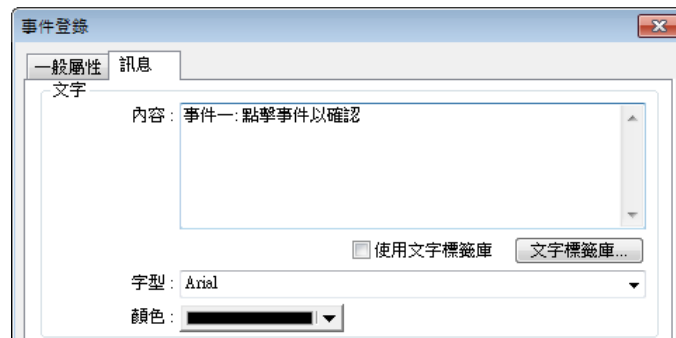 事件登錄
一般屬性 訊息
文字
內容: 事件一: 點擊事件以確認
使用文字標籤庫 文字標籤庫...
字型: Arial
顏色: